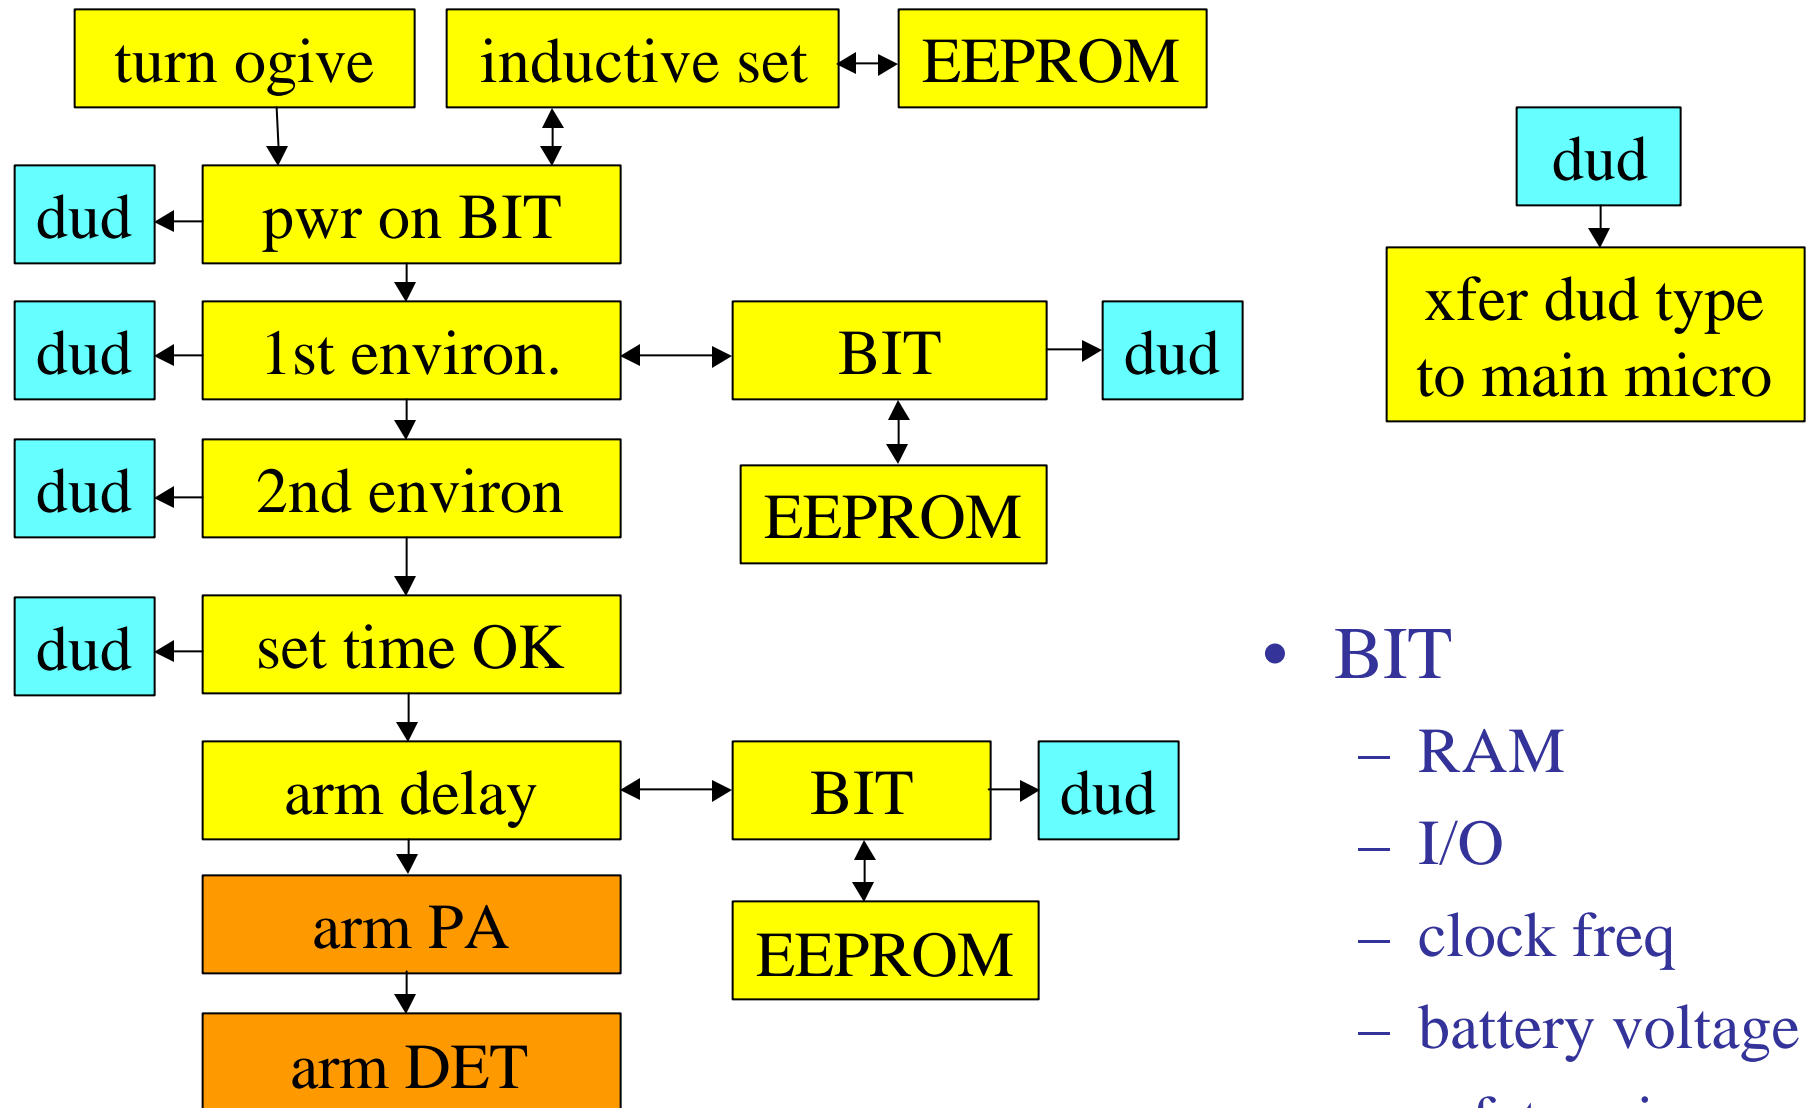 turn ogive
inductive set
EEPROM
dud
pwr on BIT
dud
xfer dud type
to main micro
dud
1st environ.
BIT
dud
EEPROM
dud
2nd environ
dud
set time OK
arm delay
BIT
dud
EEPROM
arm PA
arm DET
• BIT
– RAM
– I/O
– clock freq
– battery voltage